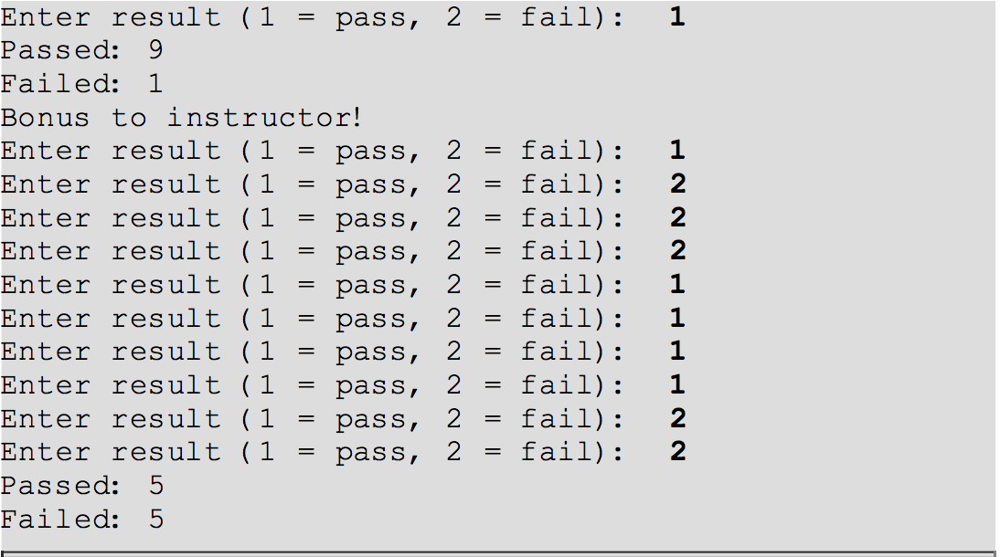 Enter result (1 = pass, 2 = fail): 1
Passed: 9
Failed: 1
Bonus to instructor!
Enter result (1 = pass, 2 = fail): 1
Enter result (1 = pass, 2 = fail): 2
Enter result (1 = pass, 2 = fail): 2
Enter result (1 = pass, 2 = fail): 2
Enter result (1 = pass, 2 = fail): 1
Enter result (1 = pass, 2 = fail): 1
Enter result (1 = pass, 2 = fail): 1
Enter result (1 = pass, 2 = fail): 1
Enter result (1 = pass, 2 = fail): 2
Enter result (1 = pass, 2 = fail): 2
Passed: 5
Failed: 5